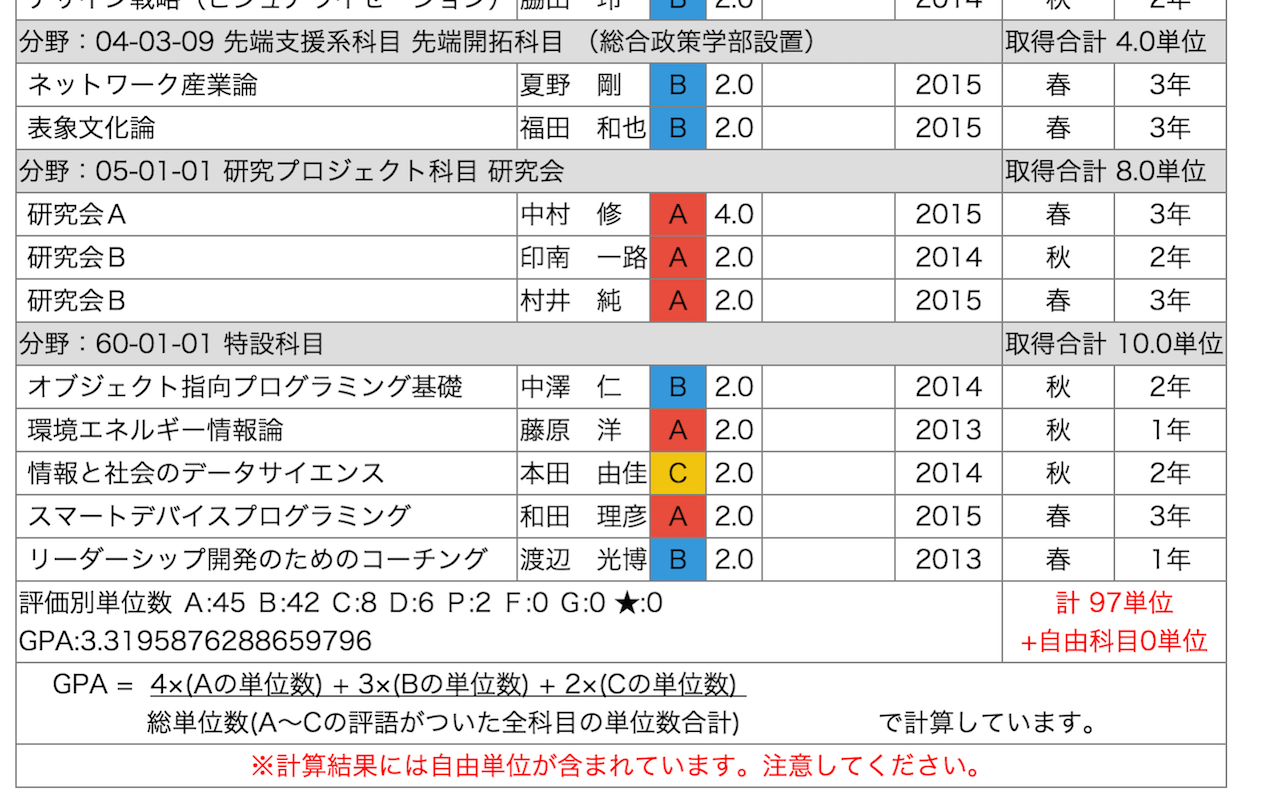 デザイン戦略（ビジュアライゼーション） 脇田 玲 B 2.0 2014 秋 2年
分野：04-03-09 先端支援系科目 先端開拓科目 （総合政策学部設置） 取得合計 4.0単位
ネットワーク産業論 夏野 剛 B 2.0 2015 春 3年
表象文化論 福田 和也 B 2.0 2015 春 3年
分野：05-01-01 研究プロジェクト科目 研究会 取得合計 8.0単位
研究会A 中村 修 A 4.0 2015 春 3年
研究会B 印南 一路 A 2.0 2014 秋 2年
研究会B 村井 純 A 2.0 2015 春 3年
分野：60-01-01 特設科目 取得合計 10.0単位
オブジェクト指向プログラミング基礎 中澤 仁 B 2.0 2014 秋 2年
環境エネルギー情報論 藤原 洋 A 2.0 2013 秋 1年
情報と社会のデータサイエンス 本田 由佳 C 2.0 2014 秋 2年
スマートデバイスプログラミング 和田 理彦 A 2.0 2015 春 3年
リーダーシップ開発のためのコーチング 渡辺 光博 B 2.0 2013 春 1年
評価別単位数 A:45 B:42 C:8 D:6 P:2 F:0 G:0 ★:0 計 97単位
GPA:3.3195876288659796 +自由科目0単位
GPA = 4×(Aの単位数) + 3×(Bの単位数) + 2×(Cの単位数)
総単位数(A〜Cの評語がついた全科目の単位数合計) で計算しています。
※計算結果には自由単位が含まれています。注意してください。